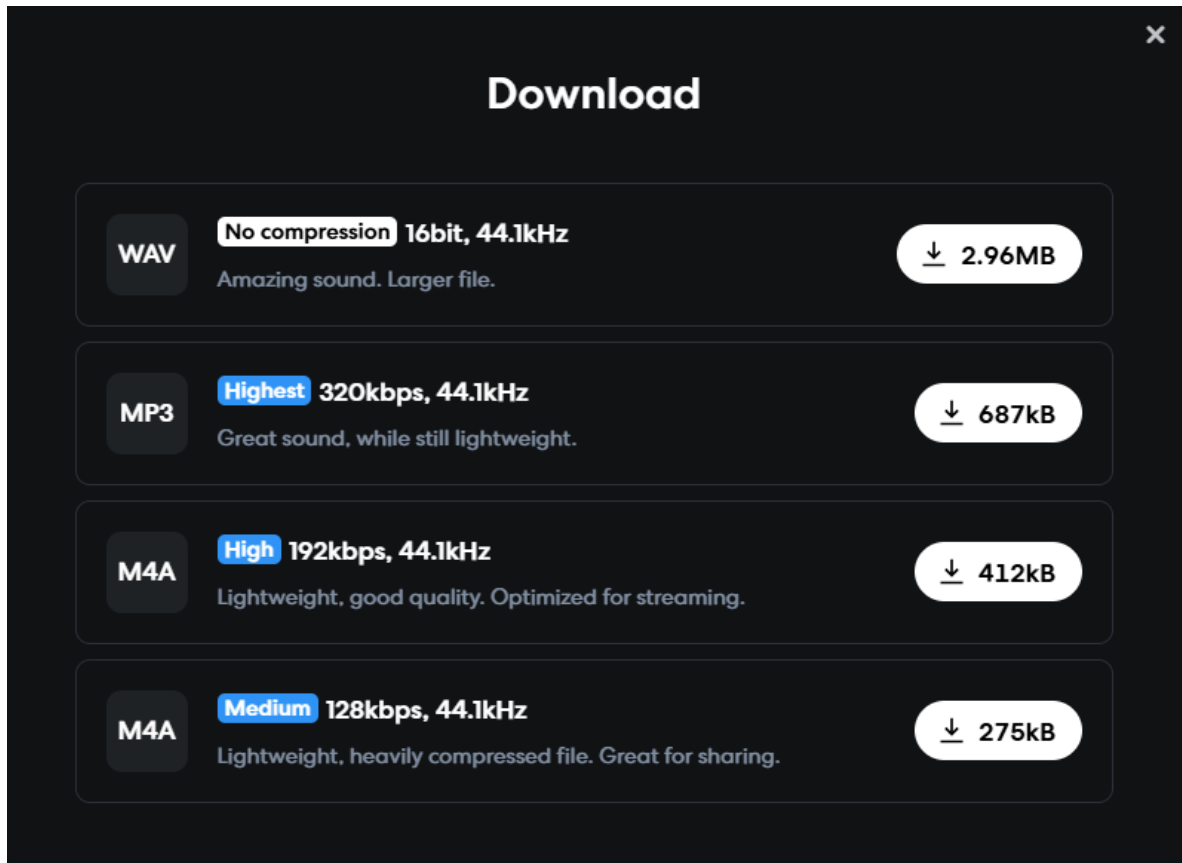 Download
WAV
No compression 16bit, 44.1kHz
Amazing sound. Larger file.
2.96MB
MP3
Highest 320kbps, 44.1kHz
Great sound, while still lightweight.
687kB
M4A
High 192kbps, 44.1kHz
Lightweight, good quality. Optimized for streaming.
412kB
M4A
Medium 128kbps, 44.1kHz
Lightweight, heavily compressed file. Great for sharing.
275kB